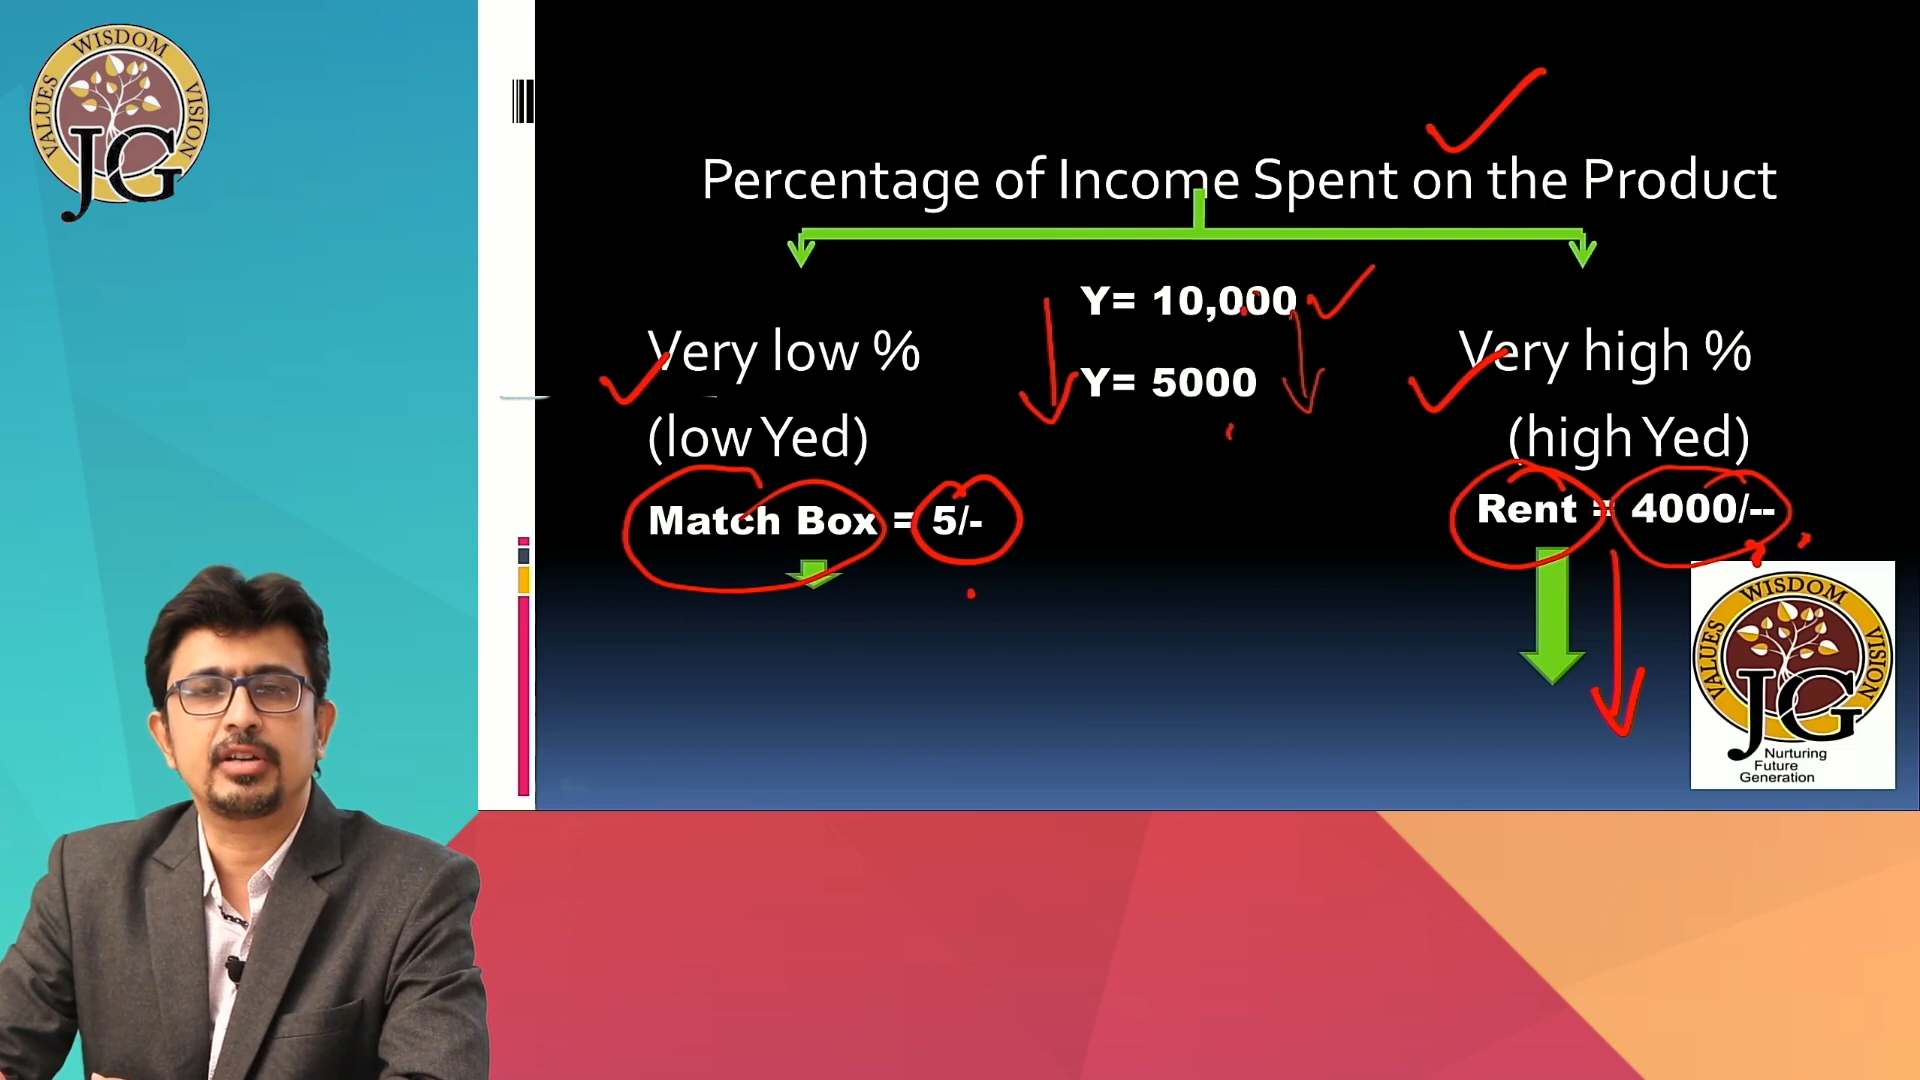 VALUES WISDOM VISION
JG
Percentage of Income Spent on the Product
Y= 10,000
Very low %
Very high %
Y= 5000
(low Yed)
(high Yed)
Match Box = 5/-
Rent = 4000/--
VALUES WISDOM VISION
JG
Nurturing
Future
Generation